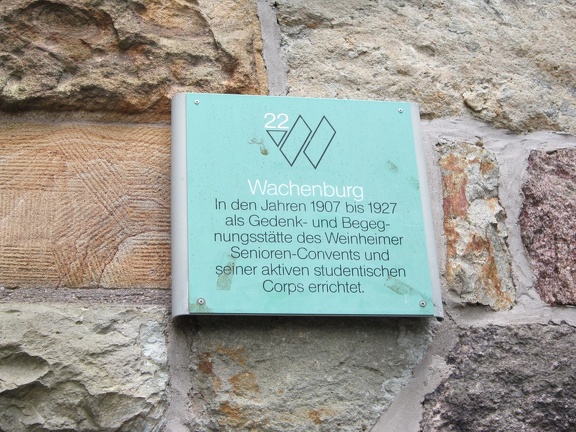 22
Wachenburg
In den Jahren 1907 bis 1927
als Gedenk- und Begeg-
nungsstätte des Weinheimer
Senioren-Convents und
seiner aktiven studentischen
Corps errichtet.